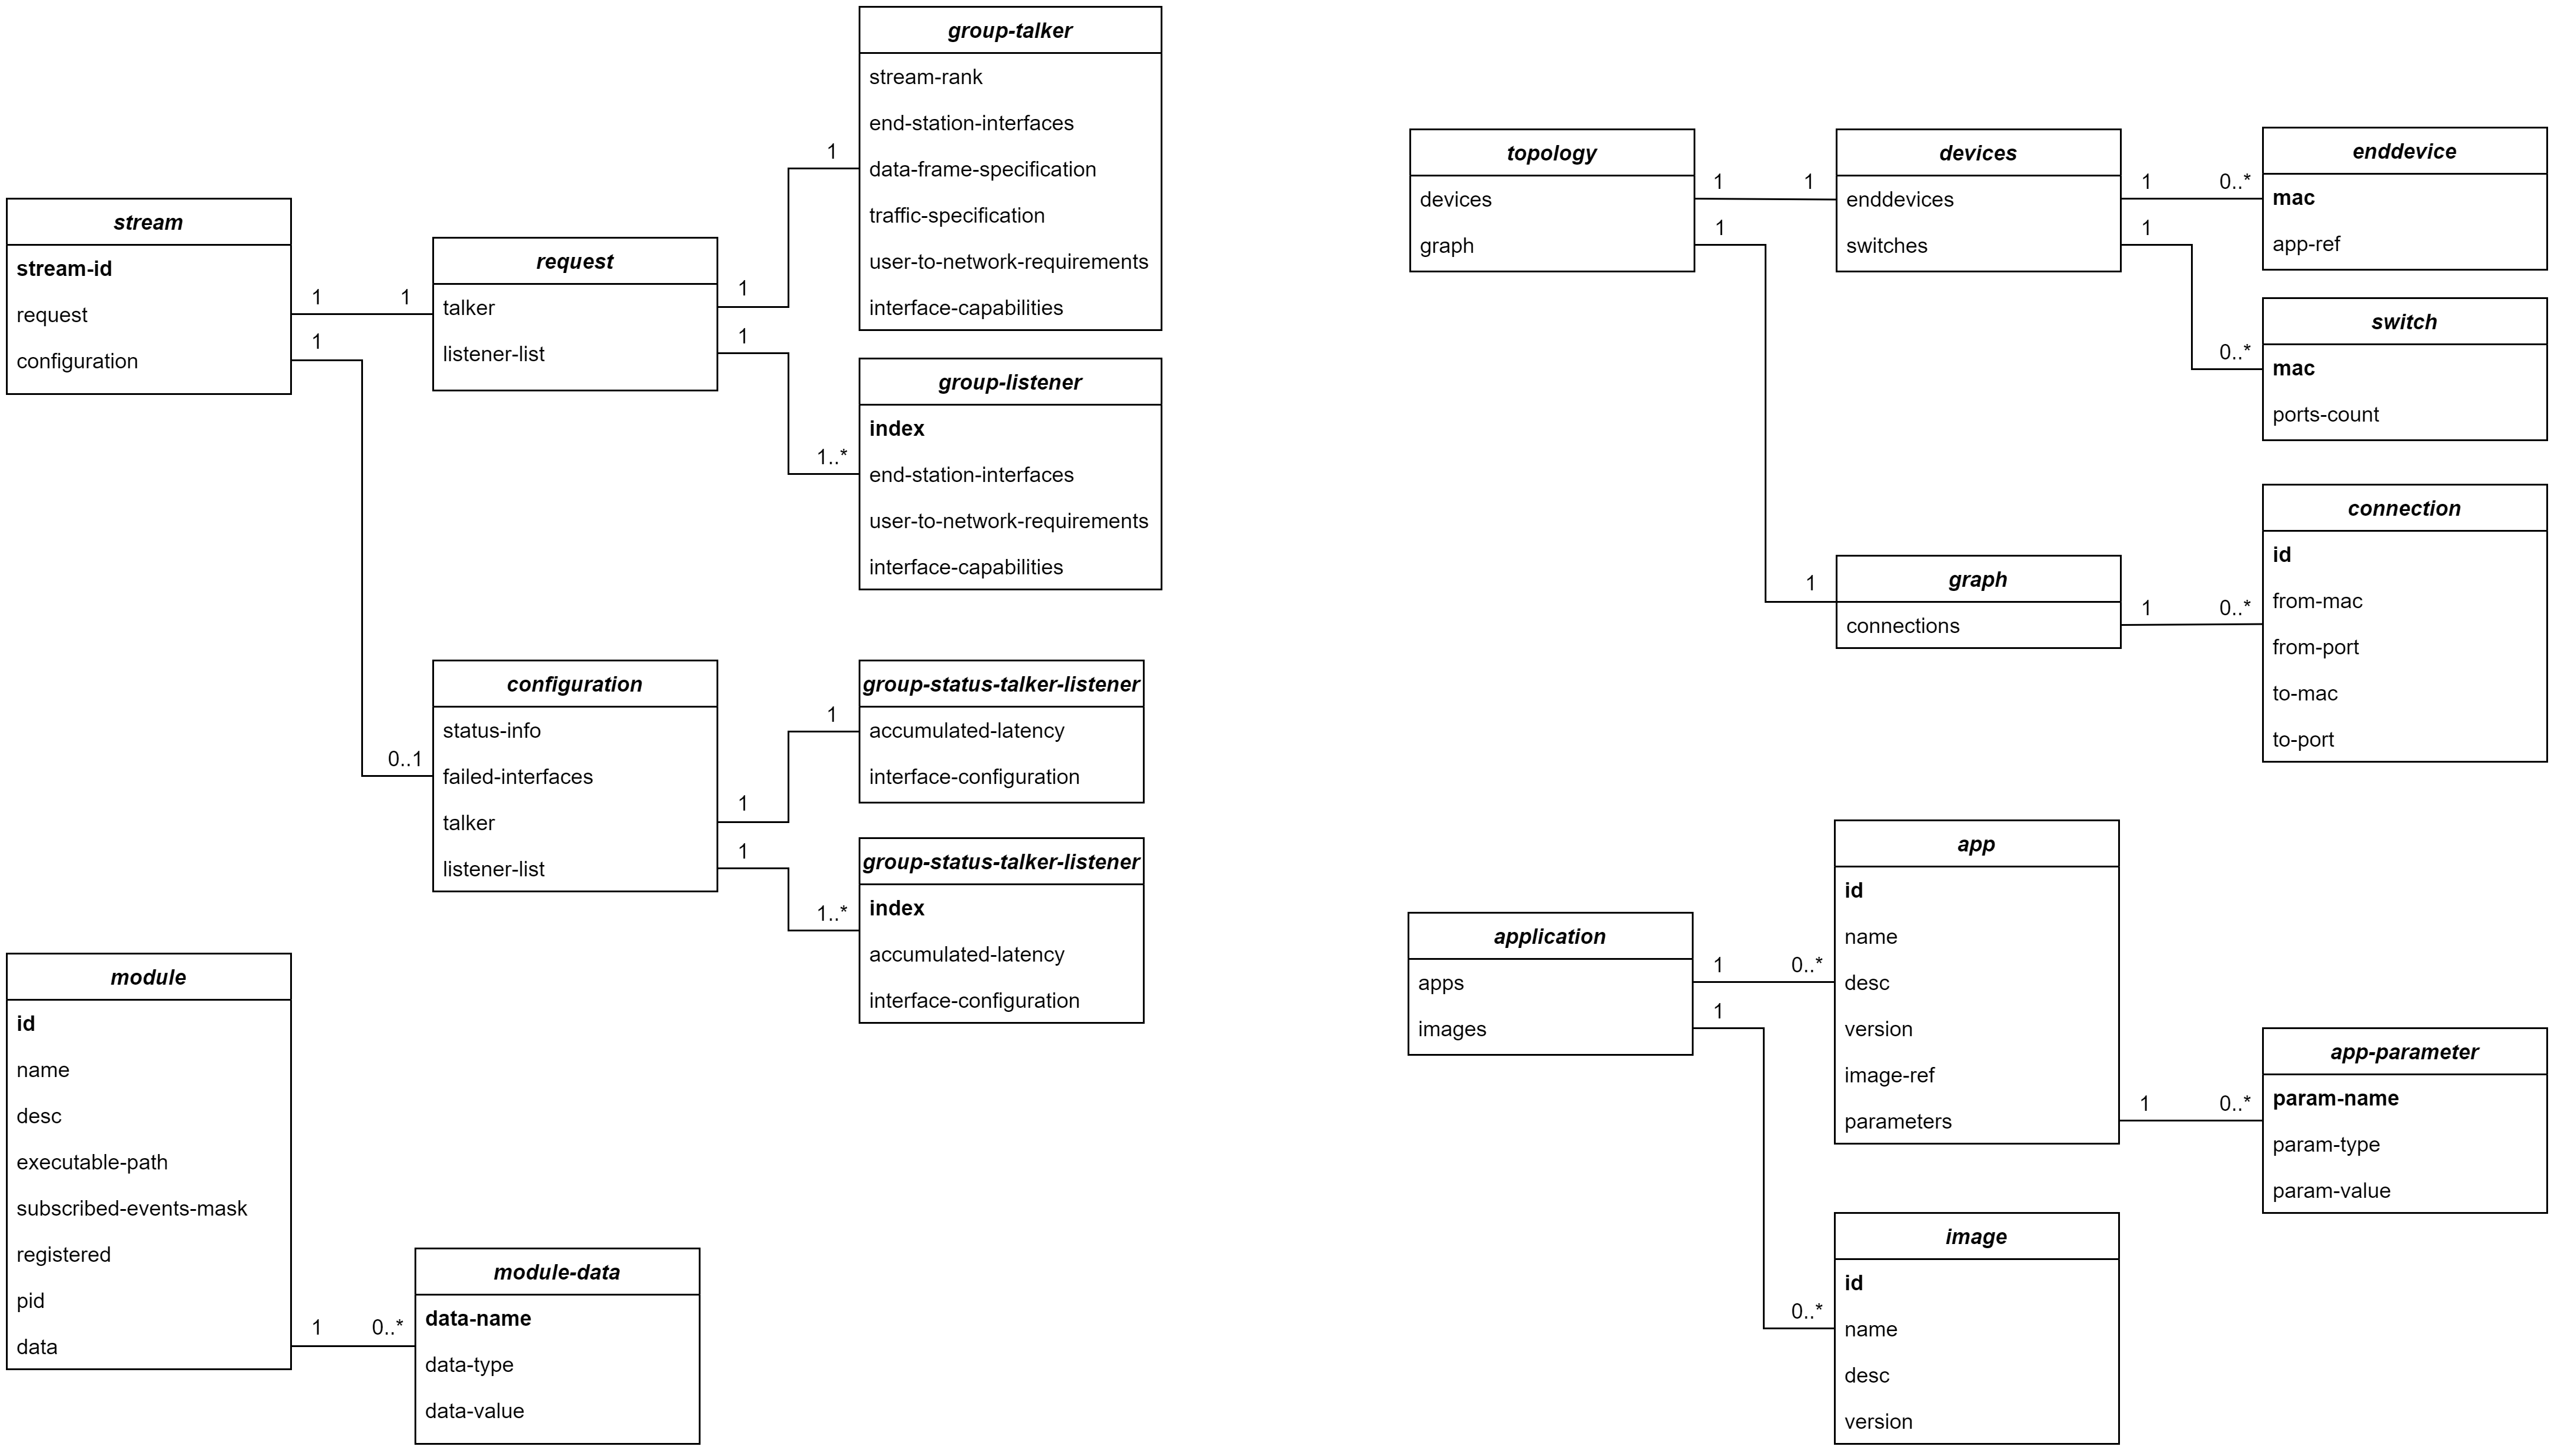 stream
stream-id
request
configuration
1
1
1
request
talker
listener-list
1
1
1
1..*
group-talker
stream-rank
end-station-interfaces
data-frame-specification
traffic-specification
user-to-network-requirements
interface-capabilities
group-listener
index
end-station-interfaces
user-to-network-requirements
interface-capabilities
0..1
configuration
status-info
failed-interfaces
talker
listener-list
1
1
1
1..*
group-status-talker-listener
accumulated-latency
interface-configuration
group-status-talker-listener
index
accumulated-latency
interface-configuration
module
id
name
desc
executable-path
subscribed-events-mask
registered
pid
data
1
0..*
module-data
data-name
data-type
data-value
topology
devices
graph
1
1
1
devices
enddevices
switches
1
0..*
1
0..*
enddevice
mac
app-ref
switch
mac
ports-count
1
graph
connections
1
0..*
connection
id
from-mac
from-port
to-mac
to-port
application
apps
images
1
0..*
1
0..*
app
id
name
desc
version
image-ref
parameters
1
0..*
app-parameter
param-name
param-type
param-value
image
id
name
desc
version